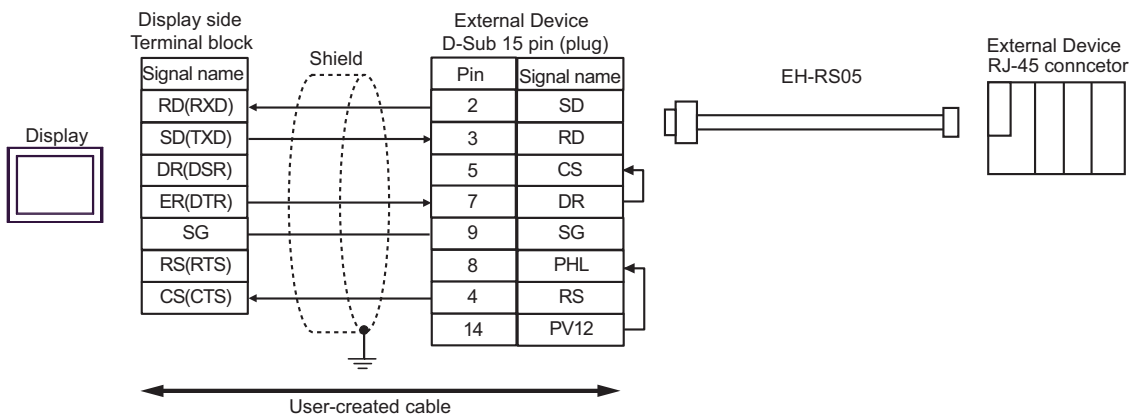 Display side
Terminal block
External Device
D-Sub 15 pin (plug)
Shield
Signal name Pin Signal name
RD(RXD) 2 SD
SD(TXD) 3 RD
DR(DSR) 5 CS
ER(DTR) 7 DR
SG 9 SG
RS(RTS) 8 PHL
CS(CTS) 4 RS
14 PV12
Display
EH-RS05
External Device
RJ-45 conncetor
User-created cable